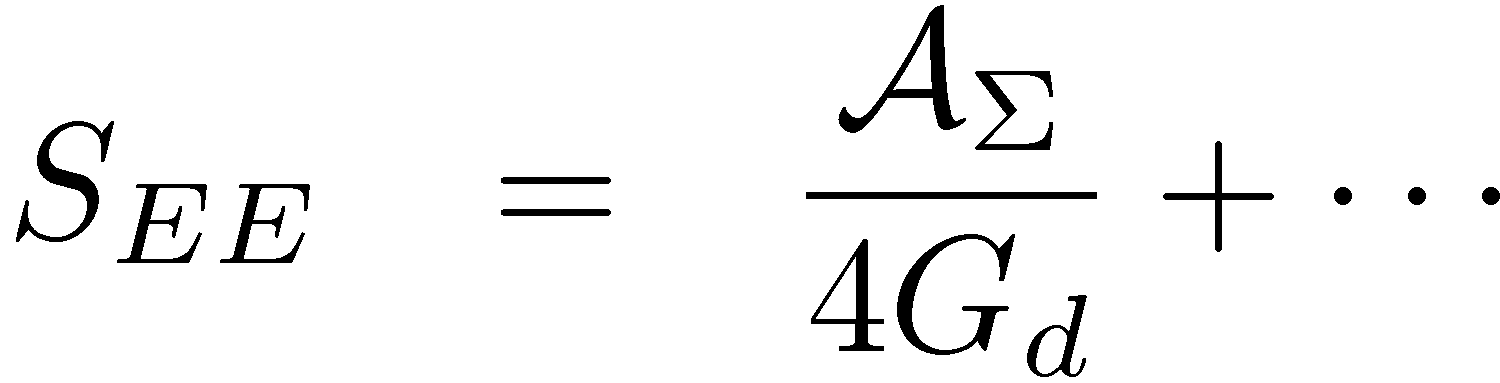 $S_{EE} = \frac{\mathcal{A}_{\Sigma}}{4G_d} + \cdots$